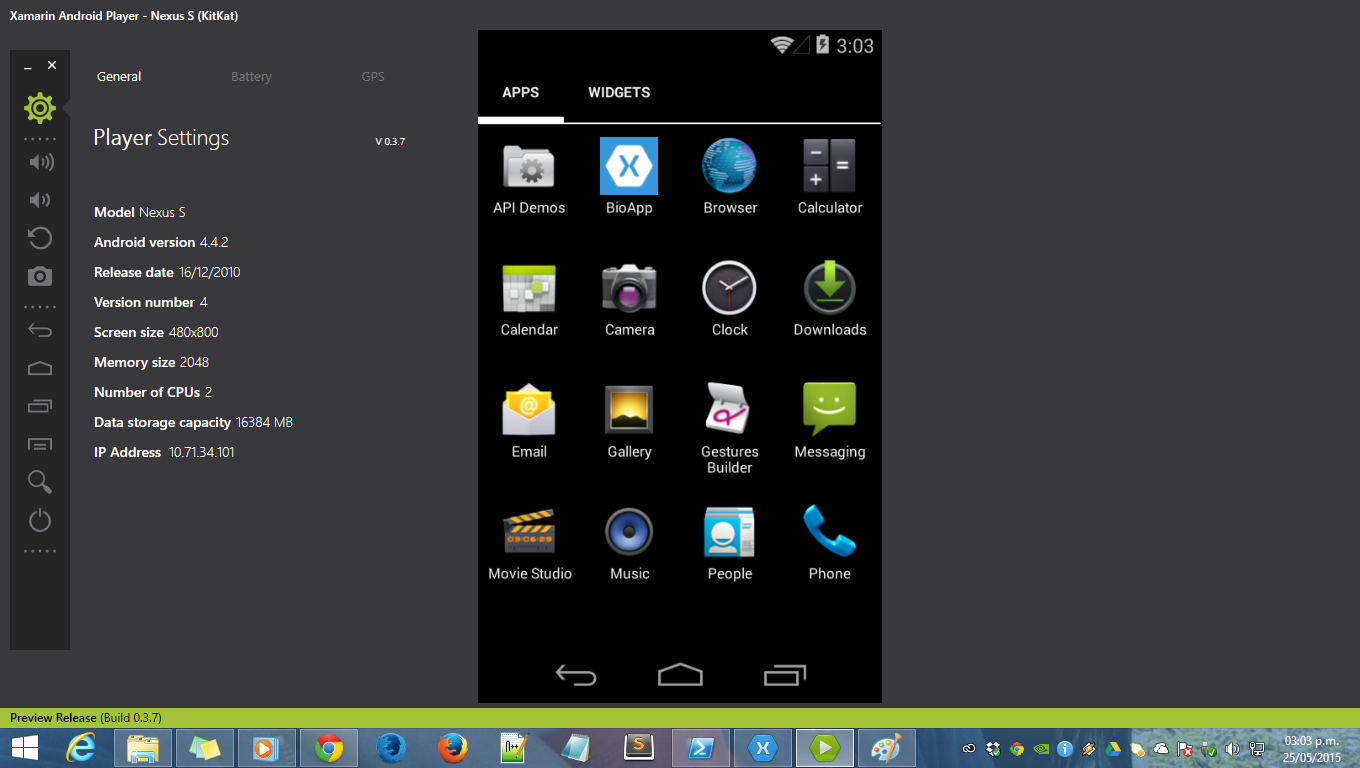 Xamarin Android Player - Nexus S (KitKat)
General
Battery
GPS
Player Settings
V 0.3.7
Model Nexus S
Android version 4.4.2
Release date 16/12/2010
Version number 4
Screen size 480x800
Memory size 2048
Number of CPUs 2
Data storage capacity 16384 MB
IP Address 10.71.34.101
3:03
APPS
WIDGETS
API Demos
BioApp
Browser
Calculator
Calendar
Camera
Clock
Downloads
Email
Gallery
Gestures
Builder
Messaging
03:06:29
Movie Studio
Music
People
Phone
Preview Release (Build 0.3.7)
03:03 p.m.
25/05/2015